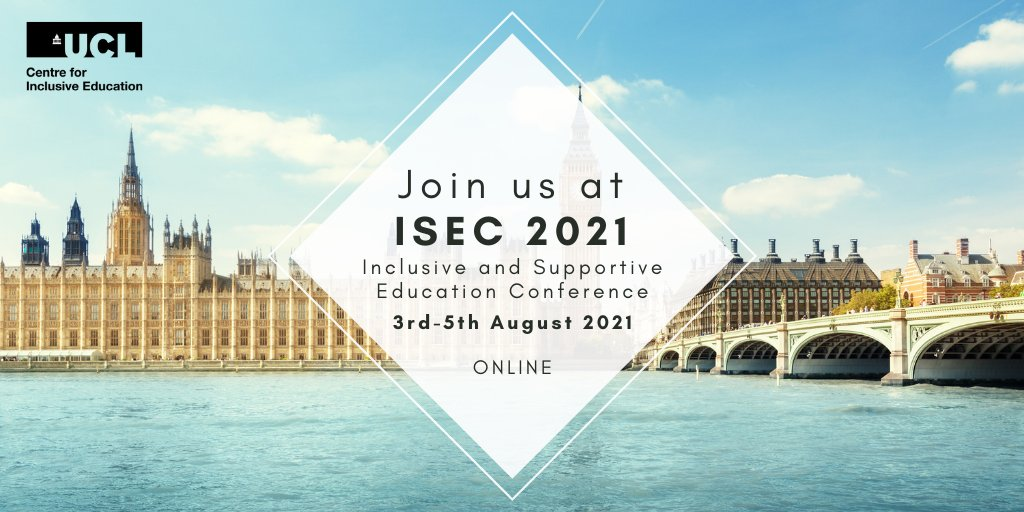 UCL
Centre for
Inclusive Education
Join us at
ISEC 2021
Inclusive and Supportive
Education Conference
3rd-5th August 2021
ONLINE